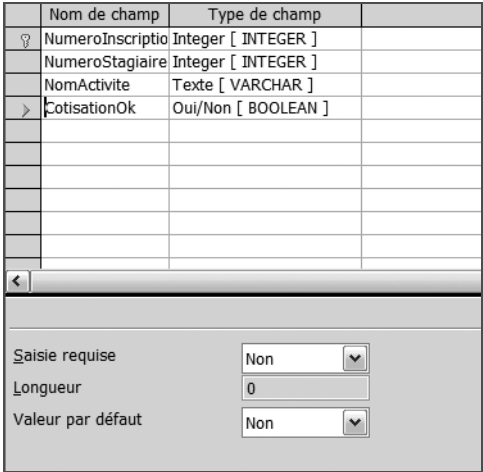 Nom de champ Type de champ
NumeroInscriptio Integer [ INTEGER ]
NumeroStagiaire Integer [ INTEGER ]
NomActivite Texte [ VARCHAR ]
CotisationOk Oui/Non [ BOOLEAN ]
Saisie requise Non
Longueur 0
Valeur par défaut Non